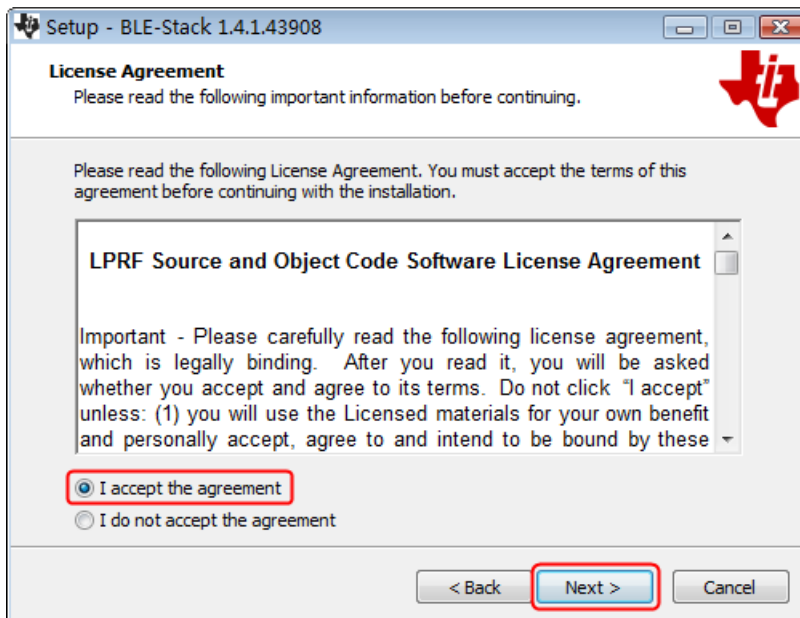 Setup - BLE-Stack 1.4.1.43908
License Agreement
Please read the following important information before continuing.
Please read the following License Agreement. You must accept the terms of this
agreement before continuing with the installation.
LPRF Source and Object Code Software License Agreement
Important - Please carefully read the following license agreement,
which is legally binding. After you read it, you will be asked
whether you accept and agree to its terms. Do not click “I accept”
unless: (1) you will use the Licensed materials for your own benefit
and personally accept, agree to and intend to be bound by these
I accept the agreement
I do not accept the agreement
< Back Next > Cancel